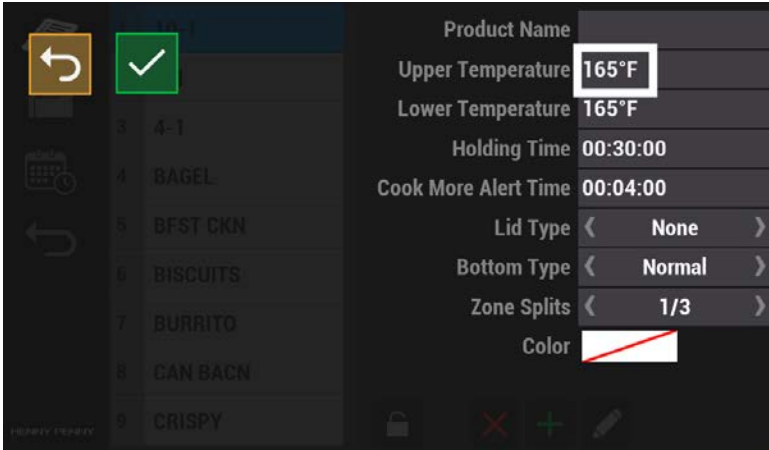 1 10-1
3 4-1
4 BAGEL
5 BFST CKN
6 BISCUITS
7 BURRITO
8 CAN BACN
9 CRISPY
HENNY PENNY
Product Name
Upper Temperature 165°F
Lower Temperature 165°F
Holding Time 00:30:00
Cook More Alert Time 00:04:00
Lid Type ❮ None ❯
Bottom Type ❮ Normal ❯
Zone Splits ❮ 1/3 ❯
Color